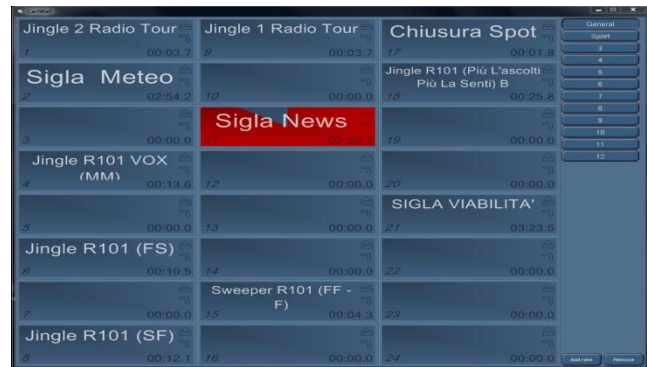 CartWall
Jingle 2 Radio Tour
1 00:03.7
Jingle 1 Radio Tour
9 00:03.7
Chiusura Spot
17 00:01.8
Sigla Meteo
2 02:54.2
10 00:00.0
Jingle R101 (Più L'ascolti
Più La Senti) B
18 00:25.8
3 00:00.0
Sigla News
11 02:50.3
19 00:00.0
Jingle R101 VOX
(MM)
4 00:13.6
12 00:00.0
20 00:00.0
5 00:00.0
13 00:00.0
SIGLA VIABILITA'
21 03:23.5
Jingle R101 (FS)
6 00:10.5
14 00:00.0
22 00:00.0
7 00:00.0
Sweeper R101 (FF -
F)
15 00:04.3
23 00:00.0
Jingle R101 (SF)
8 00:12.1
16 00:00.0
24 00:00.0
General
Sport
3
4
5
6
7
8
9
10
11
12
Add new Remove